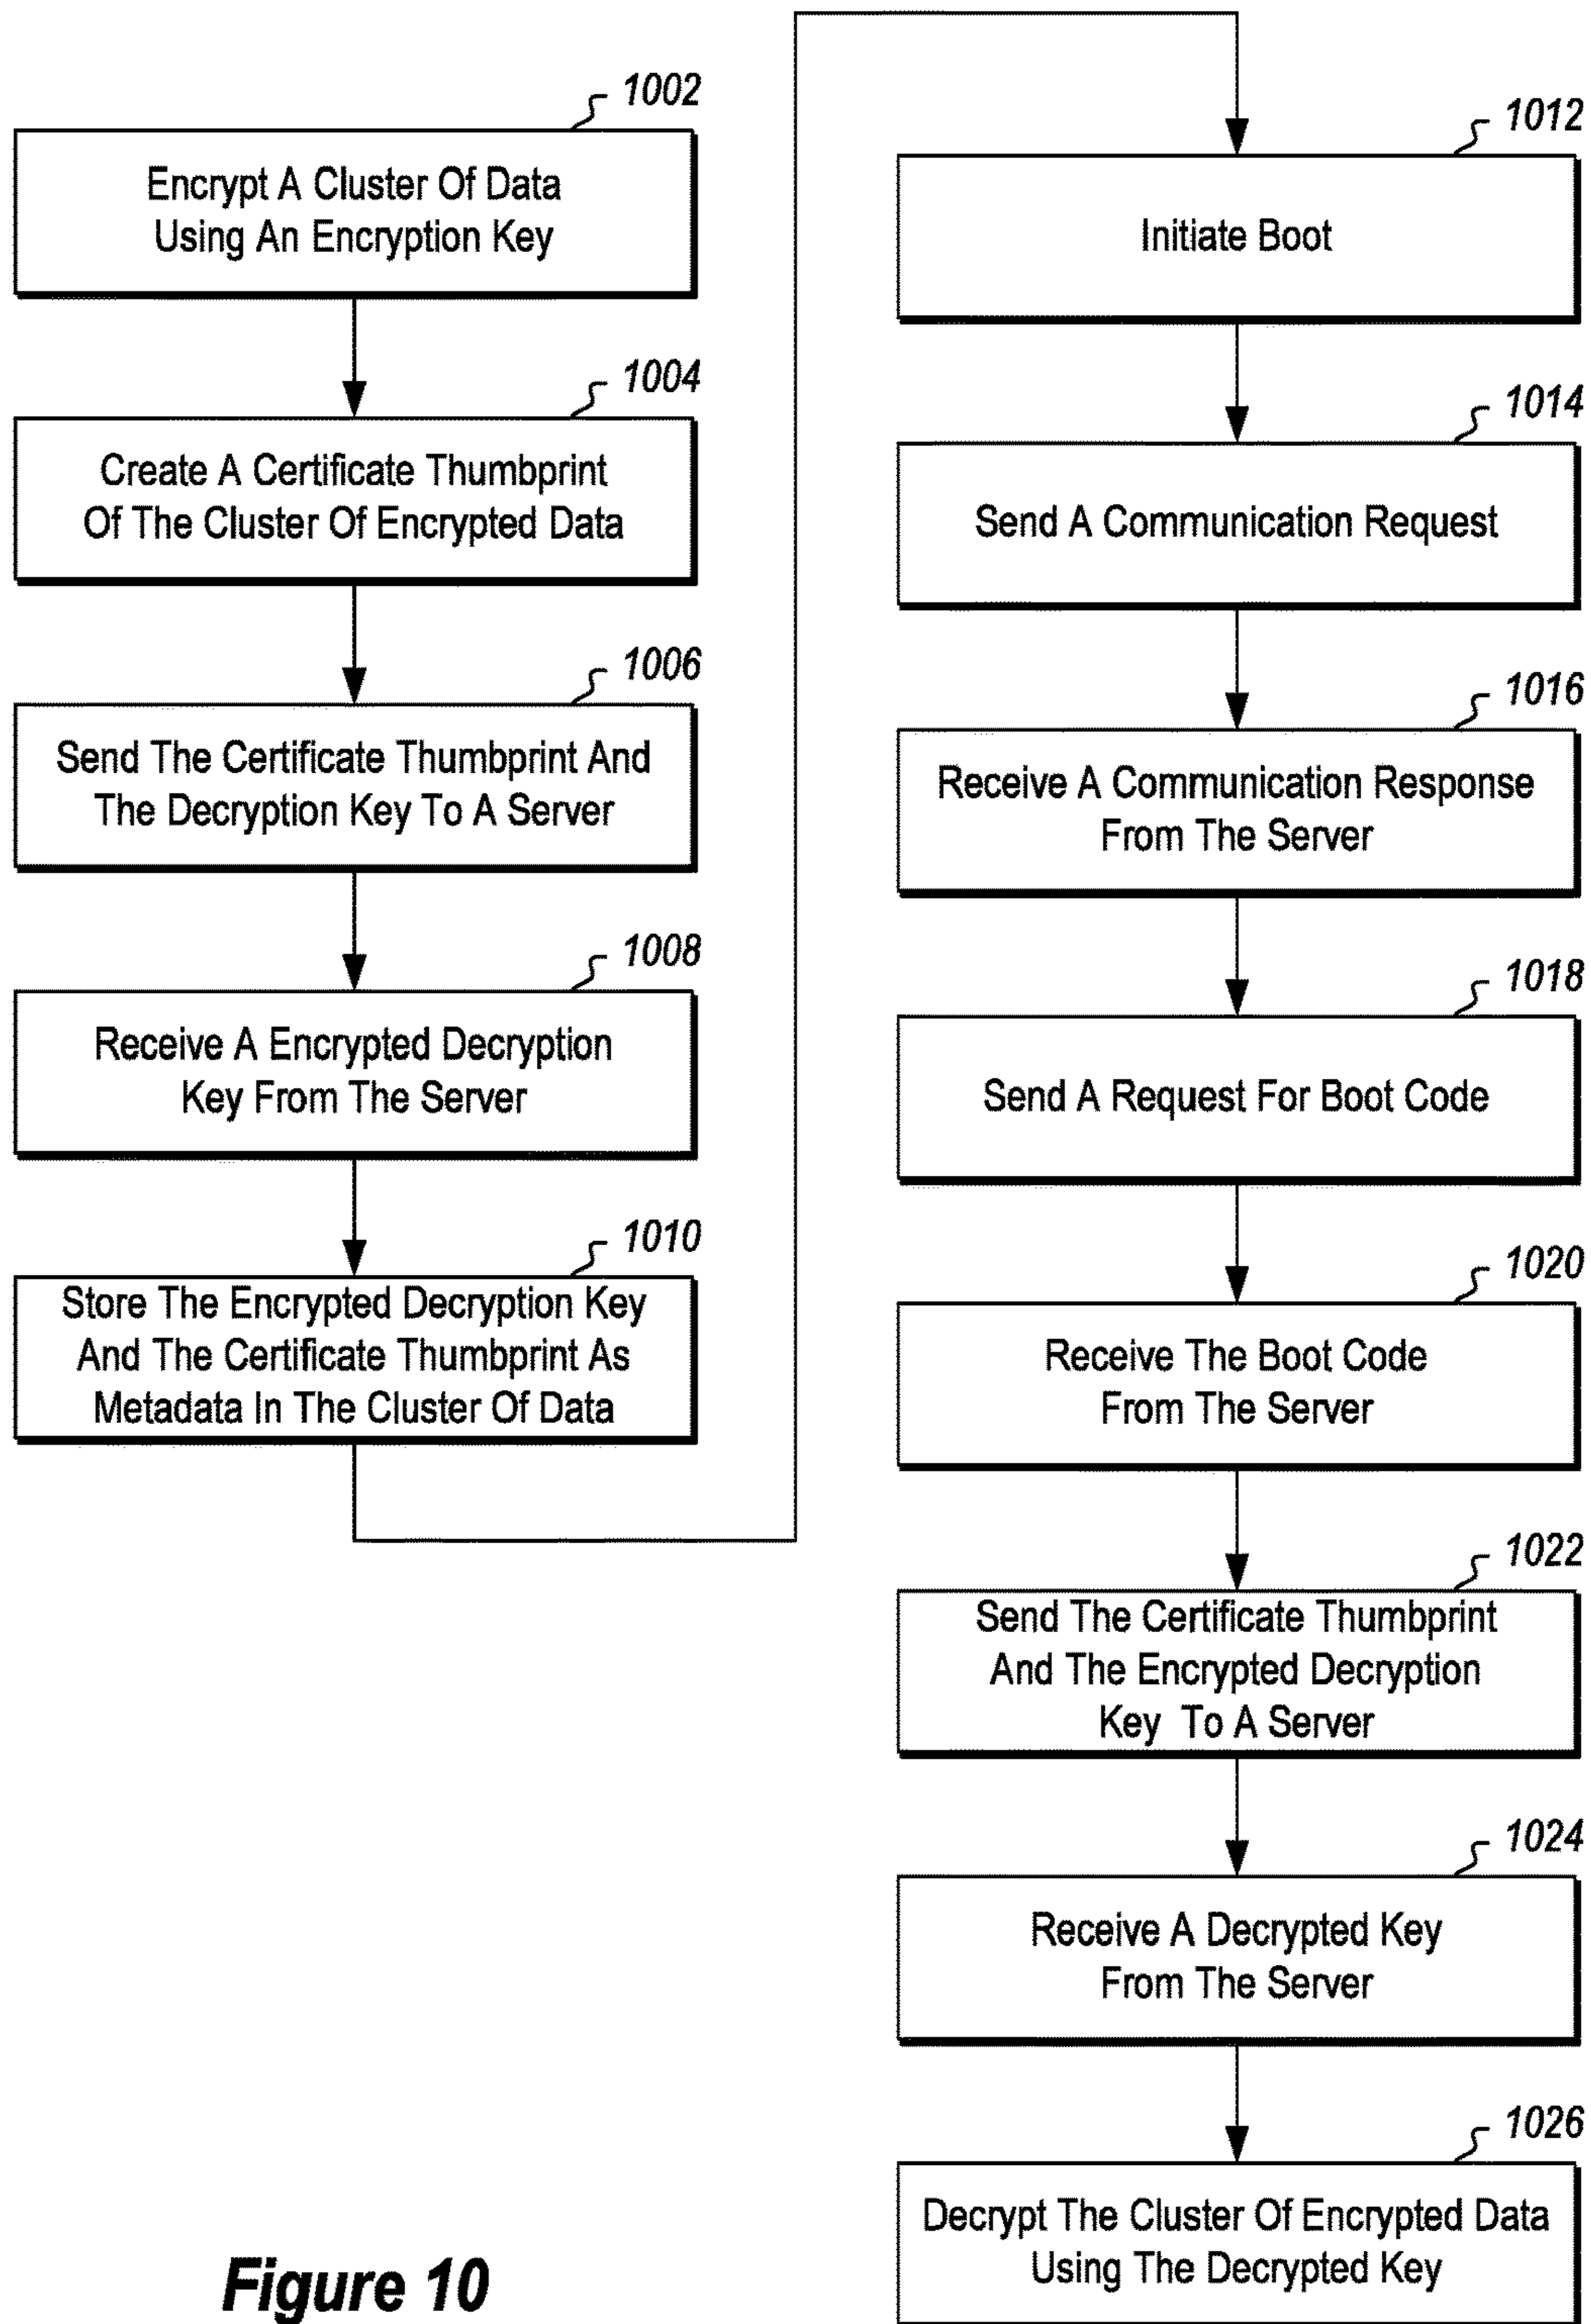 1002
Encrypt A Cluster Of Data
Using An Encryption Key
1004
Create A Certificate Thumbprint
Of The Cluster Of Encrypted Data
1006
Send The Certificate Thumbprint And
The Decryption Key To A Server
1008
Receive A Encrypted Decryption
Key From The Server
1010
Store The Encrypted Decryption Key
And The Certificate Thumbprint As
Metadata In The Cluster Of Data
1012
Initiate Boot
1014
Send A Communication Request
1016
Receive A Communication Response
From The Server
1018
Send A Request For Boot Code
1020
Receive The Boot Code
From The Server
1022
Send The Certificate Thumbprint
And The Encrypted Decryption
Key To A Server
1024
Receive A Decrypted Key
From The Server
1026
Decrypt The Cluster Of Encrypted Data
Using The Decrypted Key
Figure 10